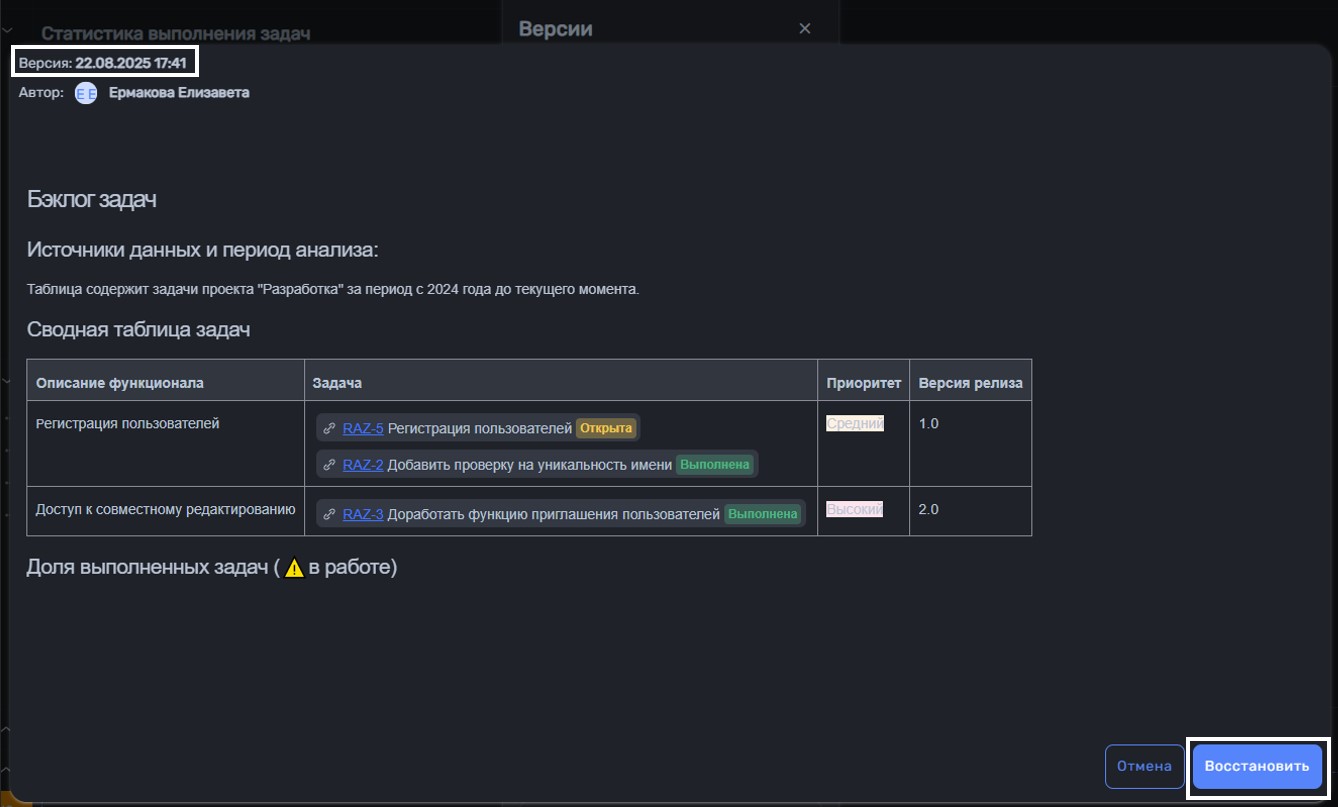 Статистика выполнения задач
Версии
Версия: 22.08.2025 17:41
Автор: ЕЕ Ермакова Елизавета
Бэклог задач
Источники данных и период анализа:
Таблица содержит задачи проекта "Разработка" за период с 2024 года до текущего момента.
Сводная таблица задач
Описание функционала Задача Приоритет Версия релиза
Регистрация пользователей RAZ-5 Регистрация пользователей Открыта Средний 1.0
RAZ-2 Добавить проверку на уникальность имени Выполнена
Доступ к совместному редактированию RAZ-3 Доработать функцию приглашения пользователей Выполнена Высокий 2.0
Доля выполненных задач (⚠ в работе)
Отмена Восстановить